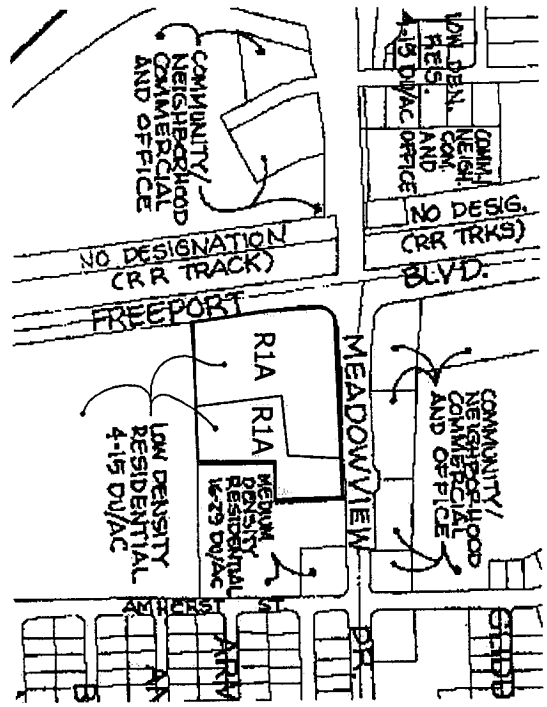 LOW DEN.
RES.
4-15 DU/AC
COMM./
NEIGH.
COM.
AND
OFFICE
COMMUNITY/
NEIGHBORHOOD
COMMERCIAL
AND OFFICE
NO DESIG.
(RR TRKS)
NO DESIGNATION
(RR TRACK)
FREEPORT BLVD.
MEADOWVIEW DR.
R1A
R1A
COMMUNITY/
NEIGHBORHOOD
COMMERCIAL
AND OFFICE
LOW DENSITY
RESIDENTIAL
4-15 DU/AC
MEDIUM
DENSITY
RESIDENTIAL
16-29 DU/AC
AMHERST ST